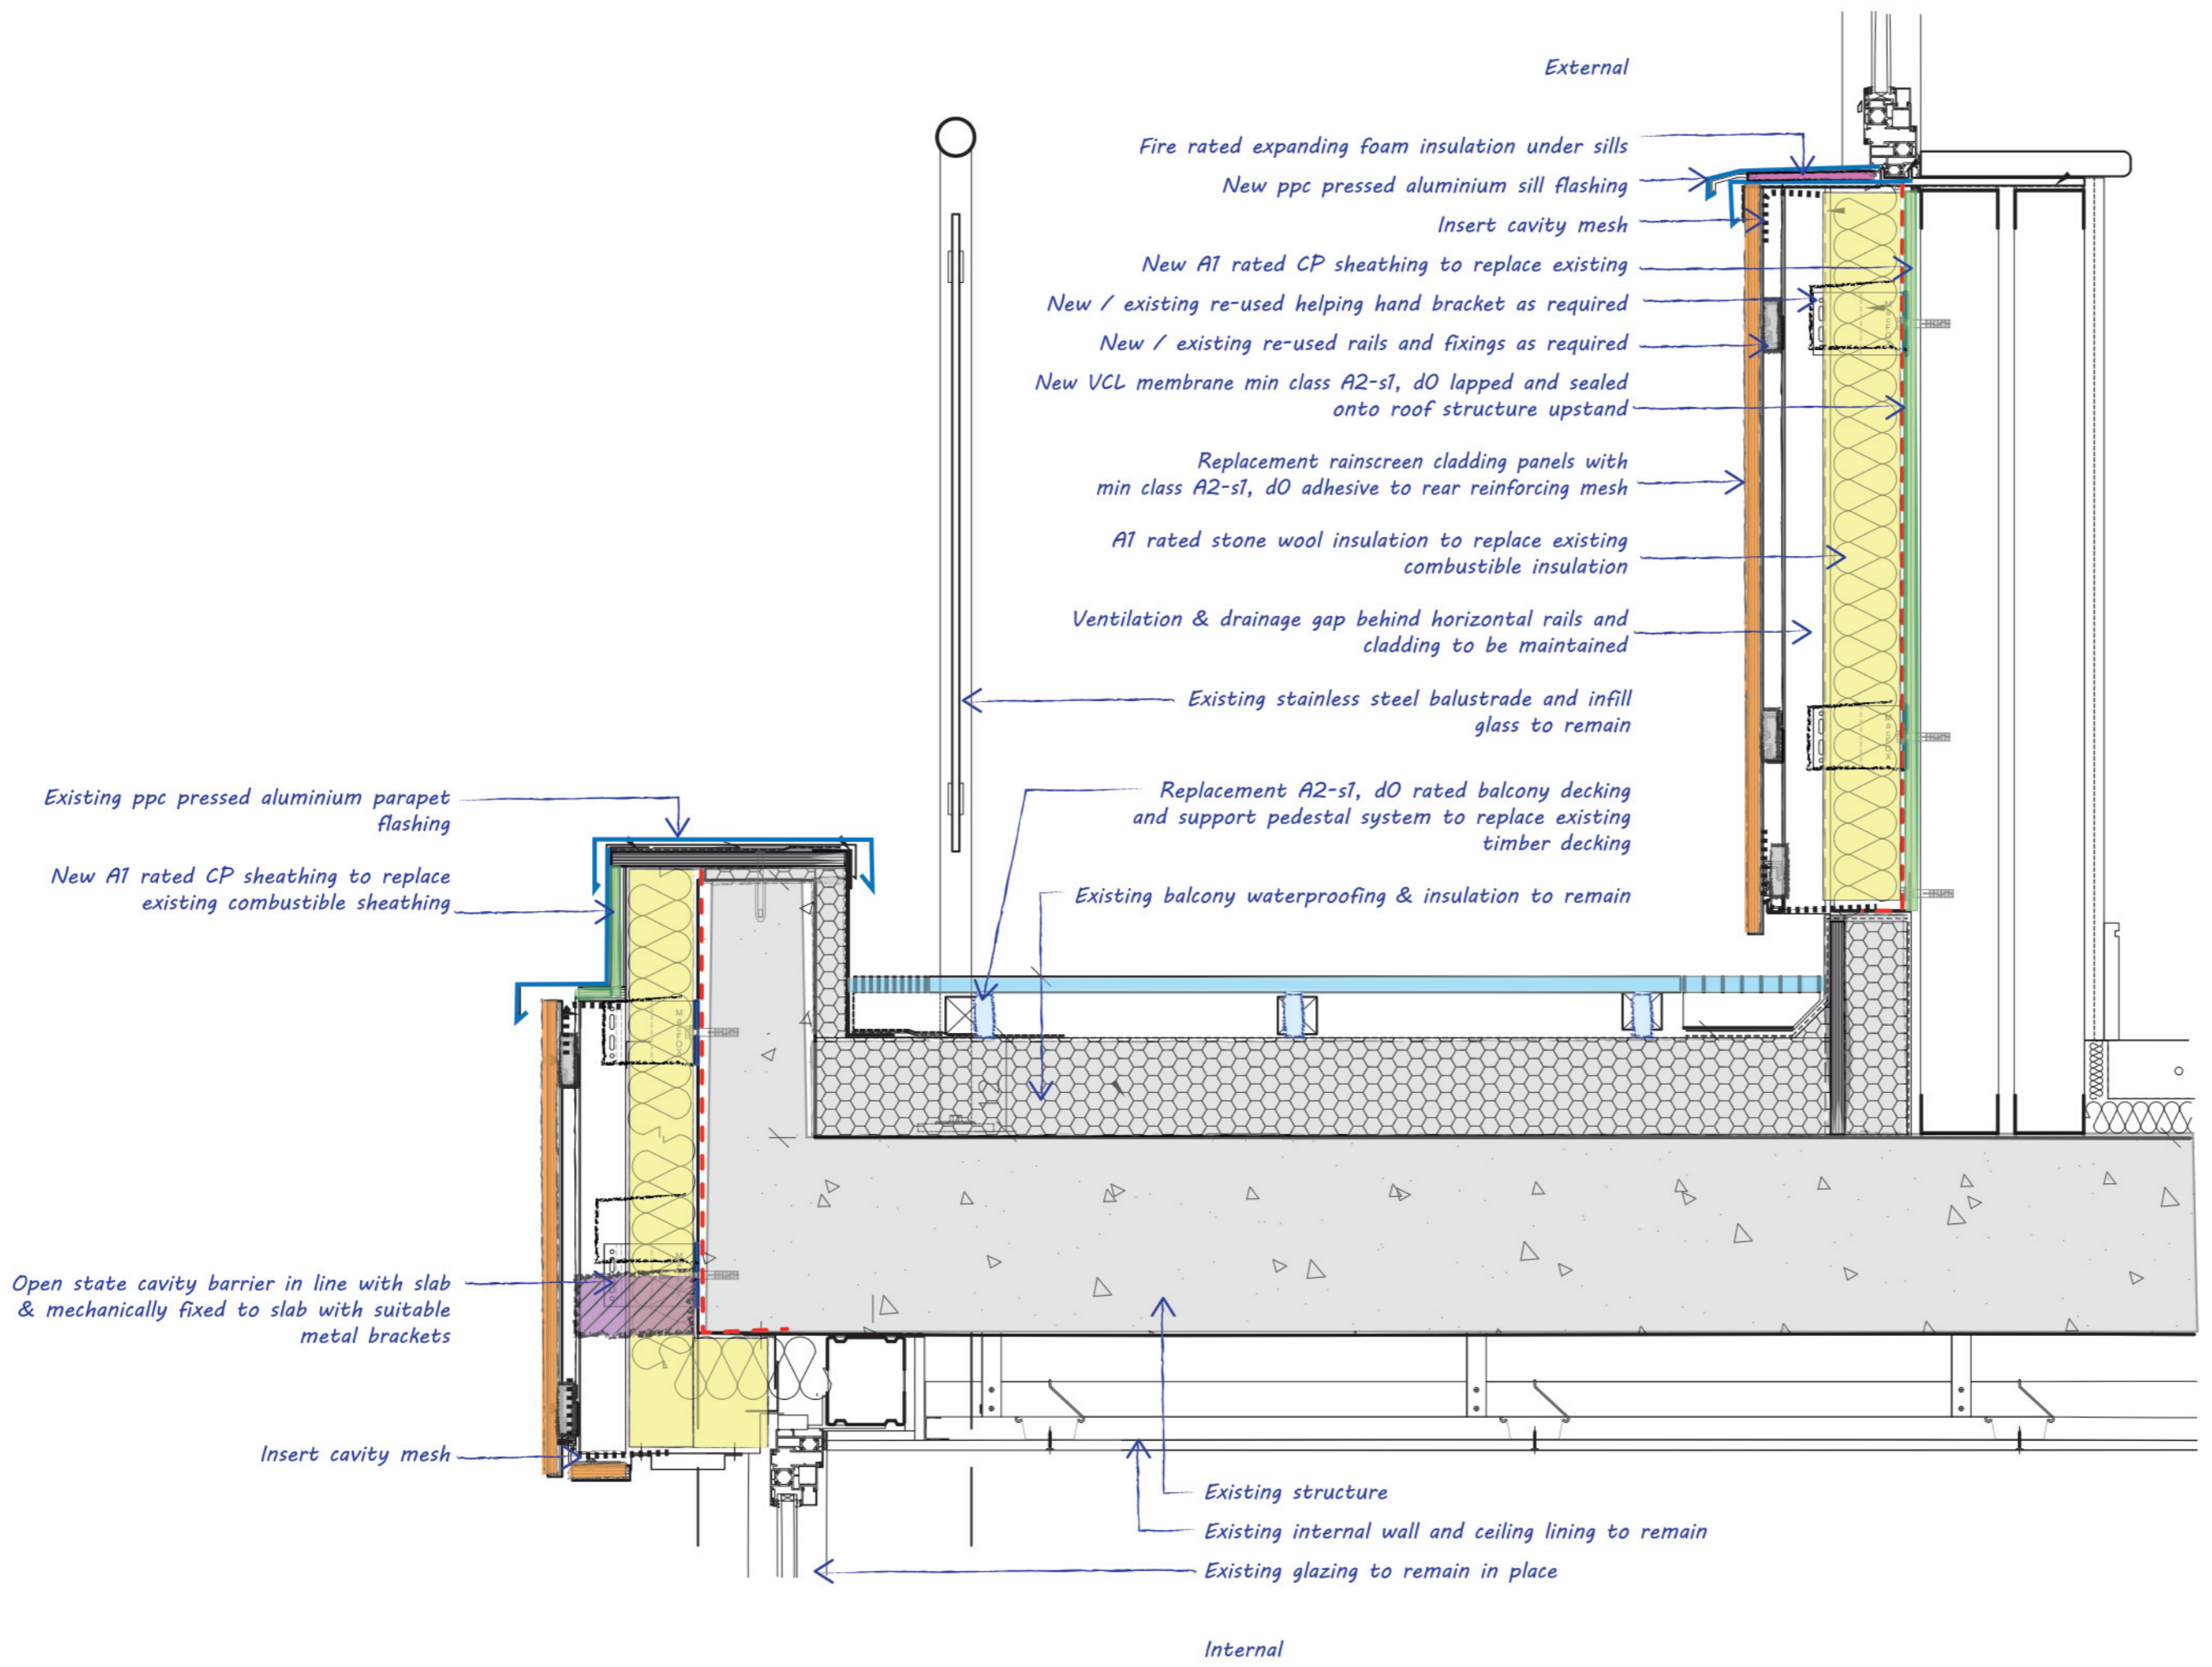 External
Fire rated expanding foam insulation under sills
New ppc pressed aluminium sill flashing
Insert cavity mesh
New A1 rated CP sheathing to replace existing
New / existing re-used helping hand bracket as required
New / existing re-used rails and fixings as required
New VCL membrane min class A2-s1, d0 lapped and sealed
onto roof structure upstand
Replacement rainscreen cladding panels with
min class A2-s1, d0 adhesive to rear reinforcing mesh
A1 rated stone wool insulation to replace existing
combustible insulation
Ventilation & drainage gap behind horizontal rails and
cladding to be maintained
Existing stainless steel balustrade and infill
glass to remain
Replacement A2-s1, d0 rated balcony decking
and support pedestal system to replace existing
timber decking
Existing balcony waterproofing & insulation to remain
Existing ppc pressed aluminium parapet
flashing
New A1 rated CP sheathing to replace
existing combustible sheathing
Open state cavity barrier in line with slab
& mechanically fixed to slab with suitable
metal brackets
Insert cavity mesh
Existing structure
Existing internal wall and ceiling lining to remain
Existing glazing to remain in place
Internal